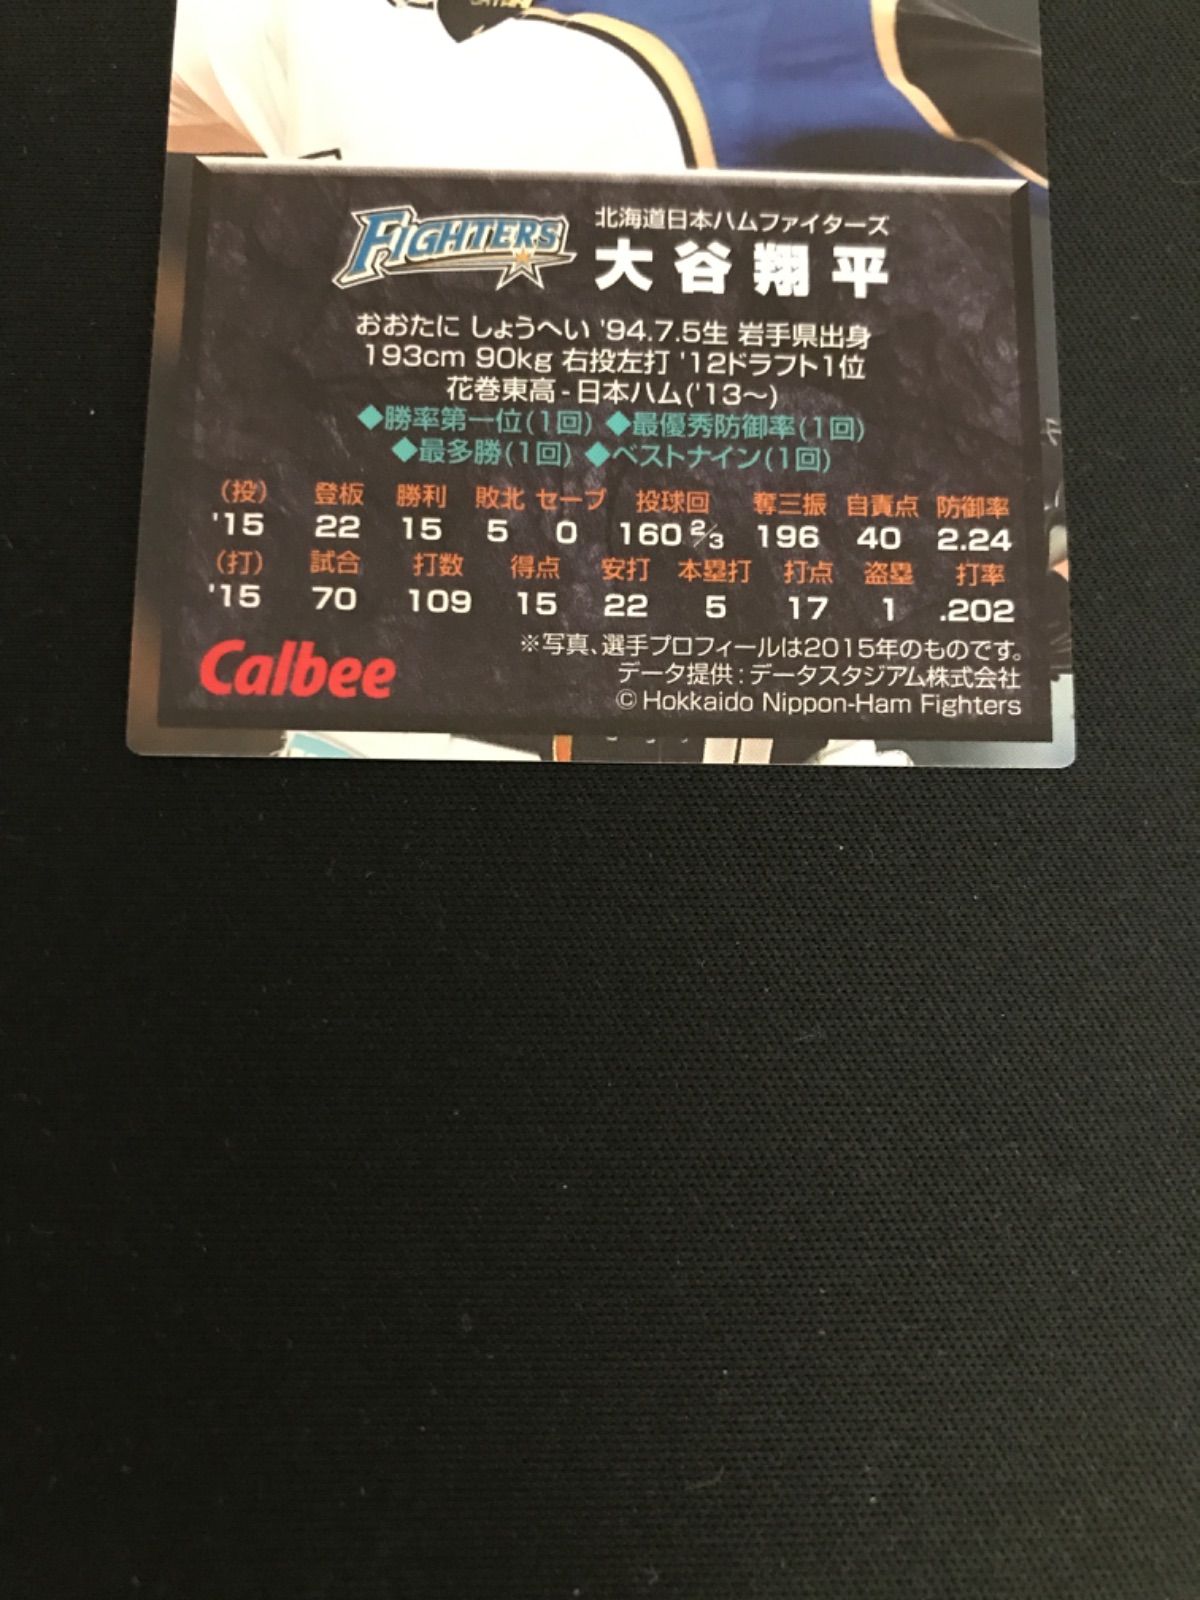 FIGHTERS
北海道日本ハムファイターズ
大谷翔平
おおたに しょうへい '94.7.5生 岩手県出身
193cm 90kg 右投左打 '12ドラフト1位
花巻東高-日本ハム('13〜)
◆勝率第一位(1回) ◆最優秀防御率(1回)
◆最多勝(1回) ◆ベストナイン(1回)
(投) 登板 勝利 敗北 セーブ 投球回 奪三振 自責点 防御率
'15 22 15 5 0 160 2/3 196 40 2.24
(打) 試合 打数 得点 安打 本塁打 打点 盗塁 打率
'15 70 109 15 22 5 17 1 .202
※写真、選手プロフィールは2015年のものです。
Calbee
データ提供:データスタジアム株式会社
© Hokkaido Nippon-Ham Fighters